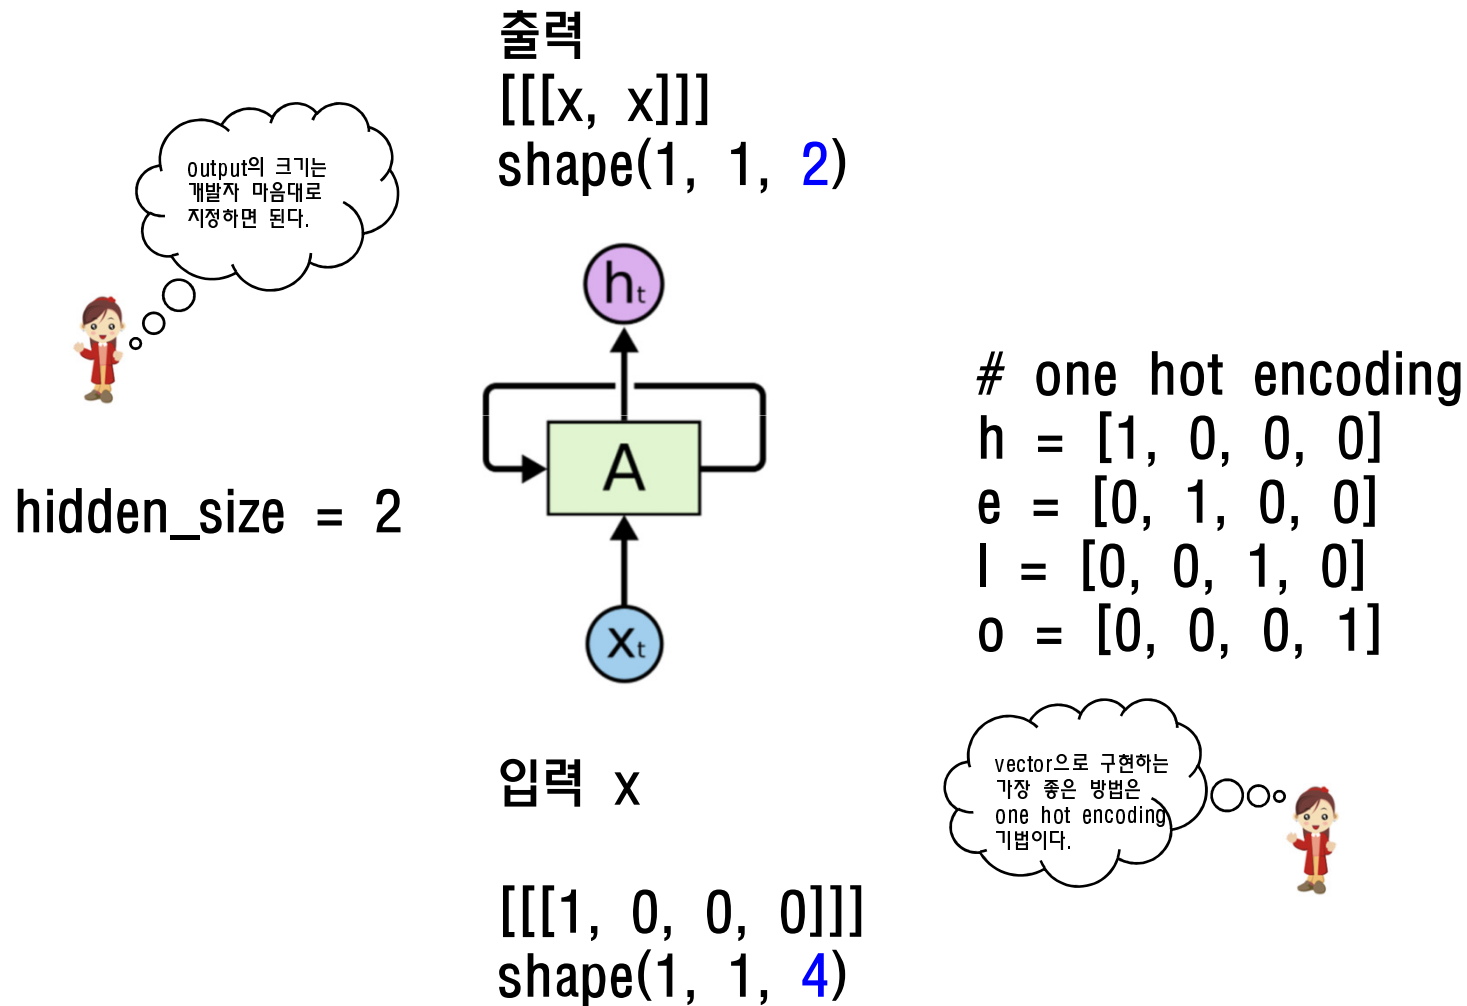 출력
[[[x, x]]]
shape(1, 1, 2)
output의 크기는
개발자 마음대로
지정하면 된다.
hidden_size = 2
ht
A
xt
# one hot encoding
h = [1, 0, 0, 0]
e = [0, 1, 0, 0]
l = [0, 0, 1, 0]
o = [0, 0, 0, 1]
vector으로 구현하는
가장 좋은 방법은
one hot encoding
기법이다.
입력 x
[[[1, 0, 0, 0]]]
shape(1, 1, 4)